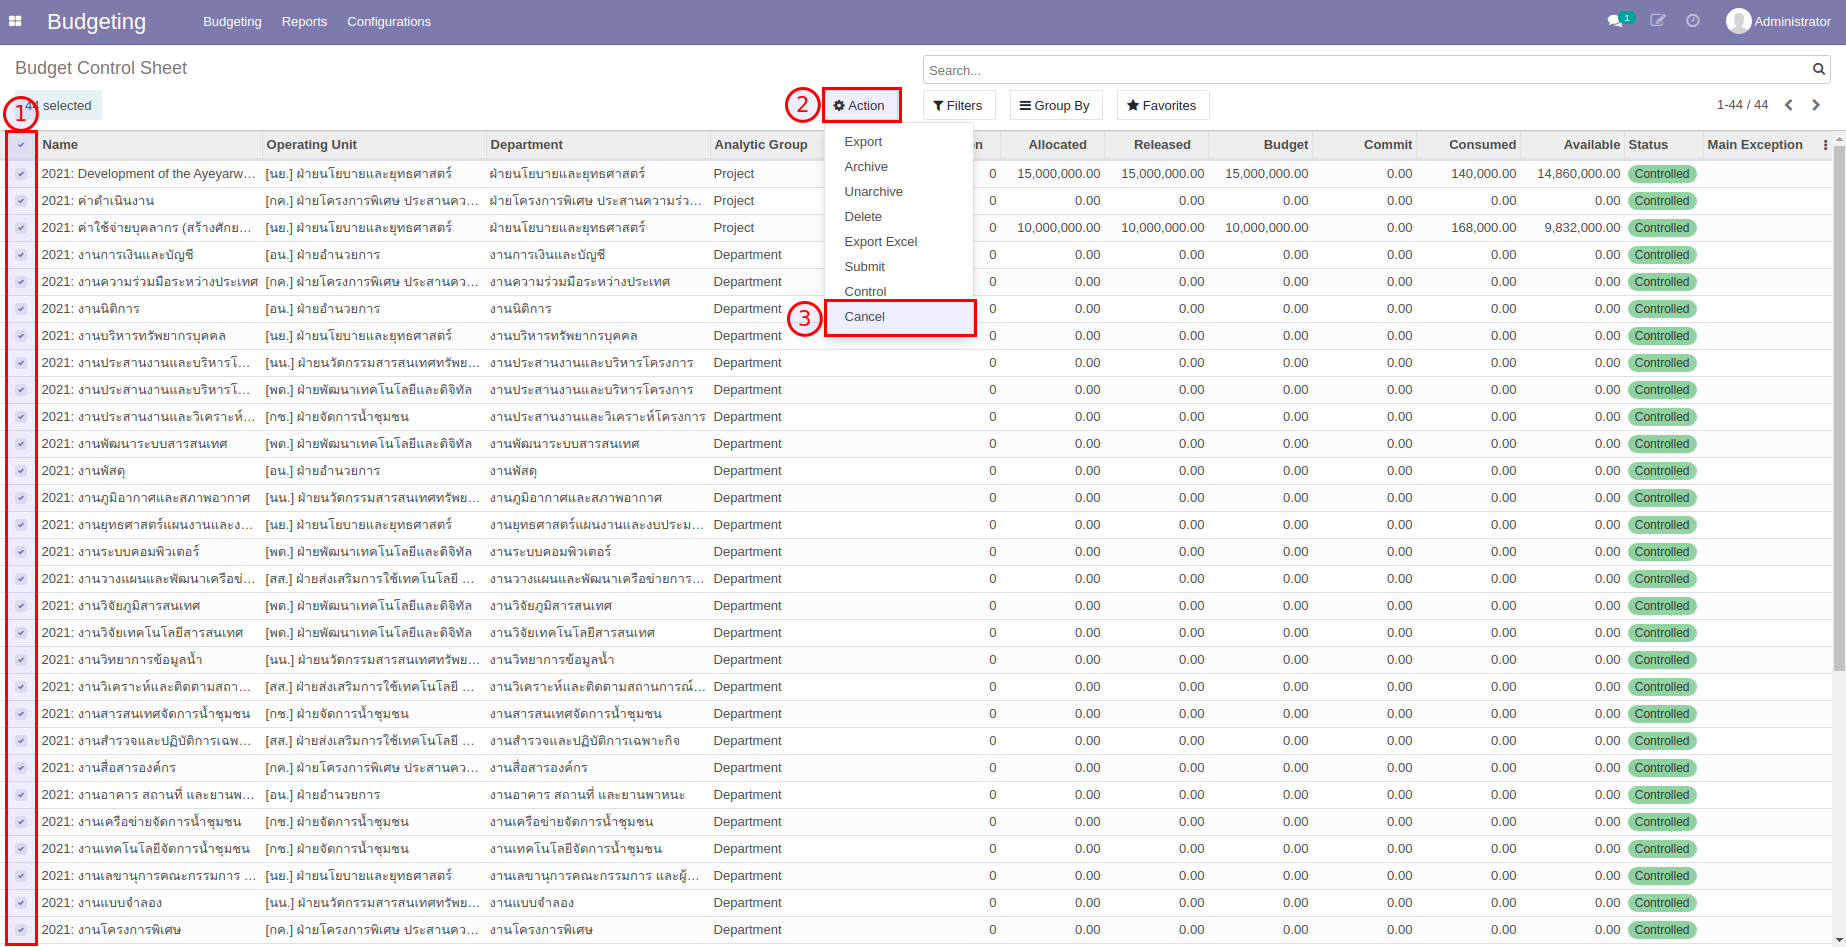 Budgeting Budgeting Reports Configurations 1 Administrator
Budget Control Sheet
Search...
1 44 selected 2 Action Filters Group By Favorites 1-44 / 44
Export
Archive
Unarchive
Delete
Export Excel
Submit
Control
3 Cancel
Name Operating Unit Department Analytic Group n Allocated Released Budget Commit Consumed Available Status Main Exception
2021: Development of the Ayeyarw... [นย.] ฝ่ายนโยบายและยุทธศาสตร์ ฝ่ายนโยบายและยุทธศาสตร์ Project 0 15,000,000.00 15,000,000.00 15,000,000.00 0.00 140,000.00 14,860,000.00 Controlled
2021: ค่าดำเนินงาน [กค.] ฝ่ายโครงการพิเศษ ประสานคว... ฝ่ายโครงการพิเศษ ประสานความร่ว... Project 0 0.00 0.00 0.00 0.00 0.00 0.00 Controlled
2021: ค่าใช้จ่ายบุคลากร (สร้างศักย... [นย.] ฝ่ายนโยบายและยุทธศาสตร์ ฝ่ายนโยบายและยุทธศาสตร์ Project 0 10,000,000.00 10,000,000.00 10,000,000.00 0.00 168,000.00 9,832,000.00 Controlled
2021: งานการเงินและบัญชี [อน.] ฝ่ายอำนวยการ งานการเงินและบัญชี Department 0 0.00 0.00 0.00 0.00 0.00 0.00 Controlled
2021: งานความร่วมมือระหว่างประเทศ [กค.] ฝ่ายโครงการพิเศษ ประสานคว... งานความร่วมมือระหว่างประเทศ Department 0 0.00 0.00 0.00 0.00 0.00 0.00 Controlled
2021: งานนิติการ [อน.] ฝ่ายอำนวยการ งานนิติการ Department 0 0.00 0.00 0.00 0.00 0.00 0.00 Controlled
2021: งานบริหารทรัพยากรบุคคล [นย.] ฝ่ายนโยบายและยุทธศาสตร์ งานบริหารทรัพยากรบุคคล Department 0 0.00 0.00 0.00 0.00 0.00 0.00 Controlled
2021: งานประสานงานและบริหารโ... [นน.] ฝ่ายนวัตกรรมสารสนเทศทรัพย... งานประสานงานและบริหารโครงการ Department 0 0.00 0.00 0.00 0.00 0.00 0.00 Controlled
2021: งานประสานงานและบริหารโ... [พด.] ฝ่ายพัฒนาเทคโนโลยีและดิจิทัล งานประสานงานและบริหารโครงการ Department 0 0.00 0.00 0.00 0.00 0.00 0.00 Controlled
2021: งานประสานงานและวิเคราะห์... [กช.] ฝ่ายจัดการน้ำชุมชน งานประสานงานและวิเคราะห์โครงการ Department 0 0.00 0.00 0.00 0.00 0.00 0.00 Controlled
2021: งานพัฒนาระบบสารสนเทศ [พด.] ฝ่ายพัฒนาเทคโนโลยีและดิจิทัล งานพัฒนาระบบสารสนเทศ Department 0 0.00 0.00 0.00 0.00 0.00 0.00 Controlled
2021: งานพัสดุ [อน.] ฝ่ายอำนวยการ งานพัสดุ Department 0 0.00 0.00 0.00 0.00 0.00 0.00 Controlled
2021: งานภูมิอากาศและสภาพอากาศ [นน.] ฝ่ายนวัตกรรมสารสนเทศทรัพย... งานภูมิอากาศและสภาพอากาศ Department 0 0.00 0.00 0.00 0.00 0.00 0.00 Controlled
2021: งานยุทธศาสตร์แผนงานและง... [นย.] ฝ่ายนโยบายและยุทธศาสตร์ งานยุทธศาสตร์แผนงานและงบประม... Department 0 0.00 0.00 0.00 0.00 0.00 0.00 Controlled
2021: งานระบบคอมพิวเตอร์ [พด.] ฝ่ายพัฒนาเทคโนโลยีและดิจิทัล งานระบบคอมพิวเตอร์ Department 0 0.00 0.00 0.00 0.00 0.00 0.00 Controlled
2021: งานวางแผนและพัฒนาเครือข่... [สส.] ฝ่ายส่งเสริมการใช้เทคโนโลยี ... งานวางแผนและพัฒนาเครือข่ายการ... Department 0 0.00 0.00 0.00 0.00 0.00 0.00 Controlled
2021: งานวิจัยภูมิสารสนเทศ [พด.] ฝ่ายพัฒนาเทคโนโลยีและดิจิทัล งานวิจัยภูมิสารสนเทศ Department 0 0.00 0.00 0.00 0.00 0.00 0.00 Controlled
2021: งานวิจัยเทคโนโลยีสารสนเทศ [พด.] ฝ่ายพัฒนาเทคโนโลยีและดิจิทัล งานวิจัยเทคโนโลยีสารสนเทศ Department 0 0.00 0.00 0.00 0.00 0.00 0.00 Controlled
2021: งานวิทยาการข้อมูลน้ำ [นน.] ฝ่ายนวัตกรรมสารสนเทศทรัพย... งานวิทยาการข้อมูลน้ำ Department 0 0.00 0.00 0.00 0.00 0.00 0.00 Controlled
2021: งานวิเคราะห์และติดตามสถา... [สส.] ฝ่ายส่งเสริมการใช้เทคโนโลยี ... งานวิเคราะห์และติดตามสถานการณ์... Department 0 0.00 0.00 0.00 0.00 0.00 0.00 Controlled
2021: งานสารสนเทศจัดการน้ำชุมชน [กช.] ฝ่ายจัดการน้ำชุมชน งานสารสนเทศจัดการน้ำชุมชน Department 0 0.00 0.00 0.00 0.00 0.00 0.00 Controlled
2021: งานสำรวจและปฏิบัติการเฉพ... [สส.] ฝ่ายส่งเสริมการใช้เทคโนโลยี ... งานสำรวจและปฏิบัติการเฉพาะกิจ Department 0 0.00 0.00 0.00 0.00 0.00 0.00 Controlled
2021: งานสื่อสารองค์กร [กค.] ฝ่ายโครงการพิเศษ ประสานคว... งานสื่อสารองค์กร Department 0 0.00 0.00 0.00 0.00 0.00 0.00 Controlled
2021: งานอาคาร สถานที่ และยานพ... [อน.] ฝ่ายอำนวยการ งานอาคาร สถานที่ และยานพาหนะ Department 0 0.00 0.00 0.00 0.00 0.00 0.00 Controlled
2021: งานเครือข่ายจัดการน้ำชุมชน [กช.] ฝ่ายจัดการน้ำชุมชน งานเครือข่ายจัดการน้ำชุมชน Department 0 0.00 0.00 0.00 0.00 0.00 0.00 Controlled
2021: งานเทคโนโลยีจัดการน้ำชุมชน [กช.] ฝ่ายจัดการน้ำชุมชน งานเทคโนโลยีจัดการน้ำชุมชน Department 0 0.00 0.00 0.00 0.00 0.00 0.00 Controlled
2021: งานเลขานุการคณะกรรมการ ... [นย.] ฝ่ายนโยบายและยุทธศาสตร์ งานเลขานุการคณะกรรมการ และผู้... Department 0 0.00 0.00 0.00 0.00 0.00 0.00 Controlled
2021: งานแบบจำลอง [นน.] ฝ่ายนวัตกรรมสารสนเทศทรัพย... งานแบบจำลอง Department 0 0.00 0.00 0.00 0.00 0.00 0.00 Controlled
2021: งานโครงการพิเศษ [กค.] ฝ่ายโครงการพิเศษ ประสานคว... งานโครงการพิเศษ Department 0 0.00 0.00 0.00 0.00 0.00 0.00 Controlled